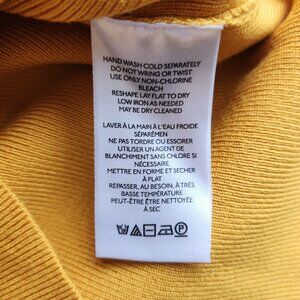 HAND WASH COLD SEPARATELY
DO NOT WRING OR TWIST
USE ONLY NON-CHLORINE
BLEACH
RESHAPE LAY FLAT TO DRY
LOW IRON AS NEEDED
MAY BE DRY CLEANED
LAVER À LA MAIN À L'EAU FROIDE
SÉPARÉMEN
NE PAS TORDRE OU ESSORER
UTILISER UN AGENT DE
BLANCHIMENT SANS CHLORE SI
NÉCESSAIRE
METTRE EN FORME ET SECHER
À PLAT
REPASSER, AU BESOIN, À TRÈS
BASSE TEMPÉRATURE
PEUT-ÊTRE ÊTRE NETTOYÉE
À SEC
P